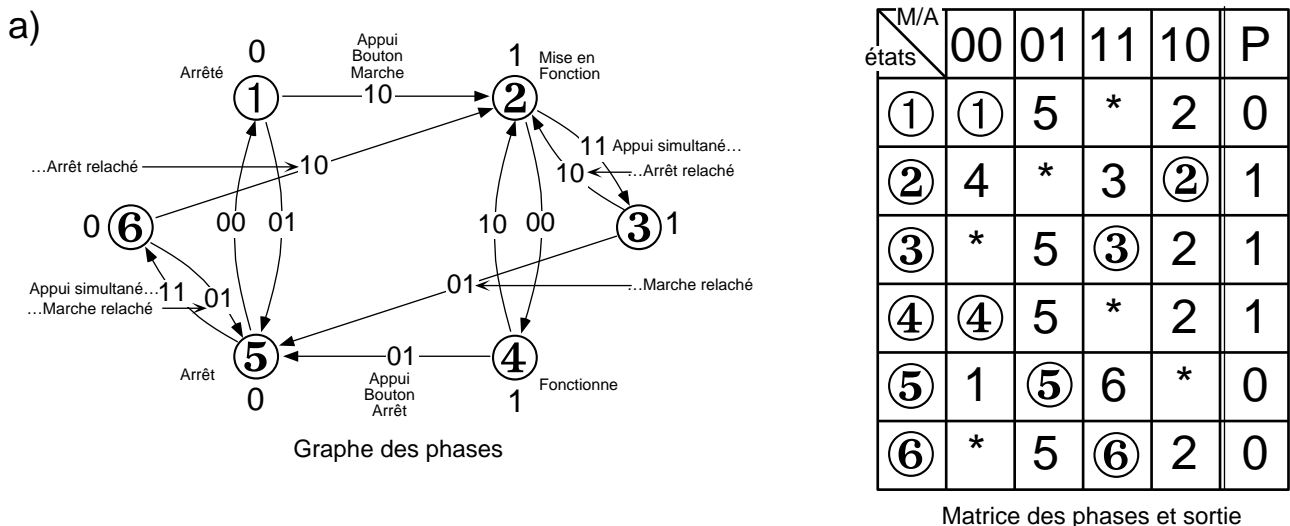 a)
0
Arrêté
1
Appui
Bouton
Marche
10
1
Mise en
Fonction
2
11 Appui simultané…
…Arrêt relaché
10
10
…Arrêt relaché
0 6
00
01
10
00
3 1
Appui simultané…11
…Marche relaché
01
01
…Marche relaché
5
Arrêt
0
01
Appui
Bouton
Arrêt
4
Fonctionne
1
Graphe des phases
M/A
états
00 01 11 10 P
1 1 5 * 2 0
2 4 * 3 2 1
3 * 5 3 2 1
4 4 5 * 2 1
5 1 5 6 * 0
6 * 5 6 2 0
Matrice des phases et sortie